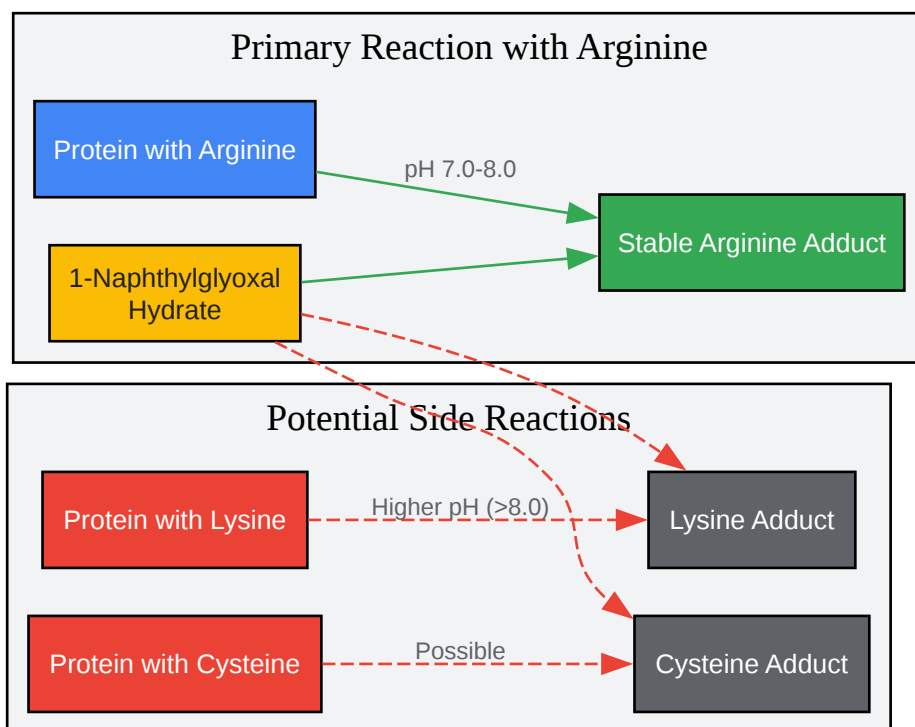 Primary Reaction with Arginine
Protein with Arginine
pH 7.0-8.0
Stable Arginine Adduct
1-Naphthylglyoxal
Hydrate
Potential Side Reactions
Protein with Lysine
Higher pH (>8.0)
Lysine Adduct
Protein with Cysteine
Possible
Cysteine Adduct